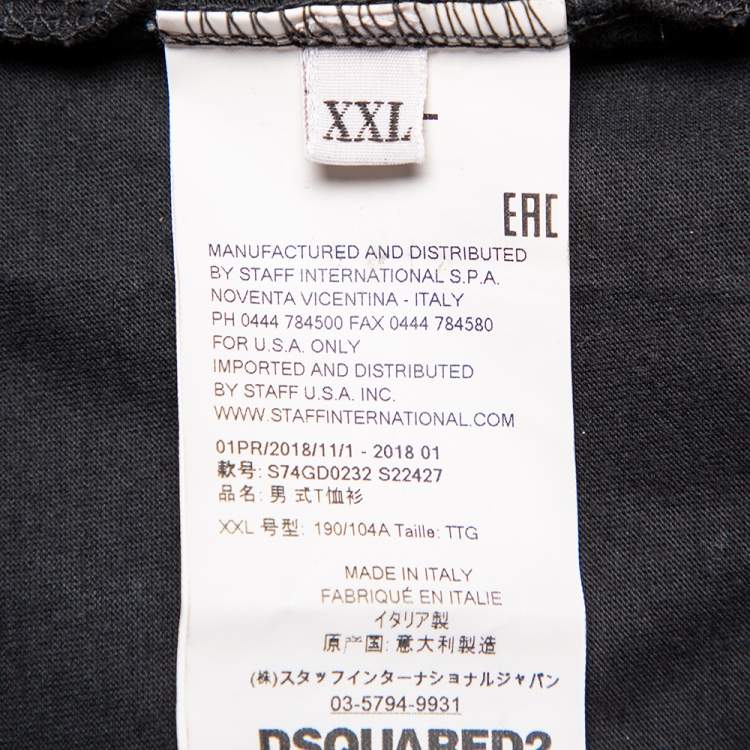 XXL
EAC
MANUFACTURED AND DISTRIBUTED
BY STAFF INTERNATIONAL S.P.A.
NOVENTA VICENTINA - ITALY
PH 0444 784500 FAX 0444 784580
FOR U.S.A. ONLY
IMPORTED AND DISTRIBUTED
BY STAFF U.S.A. INC.
WWW.STAFFINTERNATIONAL.COM
01PR/2018/11/1 - 2018 01
款号: S74GD0232 S22427
品名: 男 式T恤衫
XXL 号型: 190/104A Taille: TTG
MADE IN ITALY
FABRIQUÉ EN ITALIE
イタリア製
原产国: 意大利製造
(株)スタッフインターナショナルジャパン
03-5794-9931
DSQUARED2